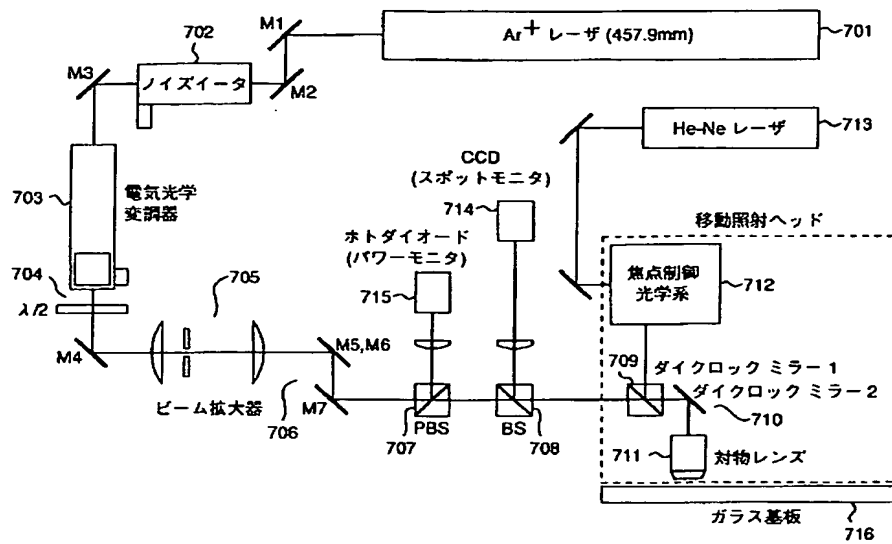 M1
702
Ar+ レーザ (457.9mm)
701
M3
ノイズイータ
M2
He-Ne レーザ
713
CCD
(スポットモニタ)
703
電気光学
変調器
714
移動照射ヘッド
ホトダイオード
(パワーモニタ)
焦点制御
光学系
712
704
λ/2
705
715
M4
M5,M6
709
ダイクロック ミラー 1
ダイクロック ミラー 2
ビーム拡大器
706
M7
707
PBS
BS
708
710
711
対物レンズ
ガラス基板
716